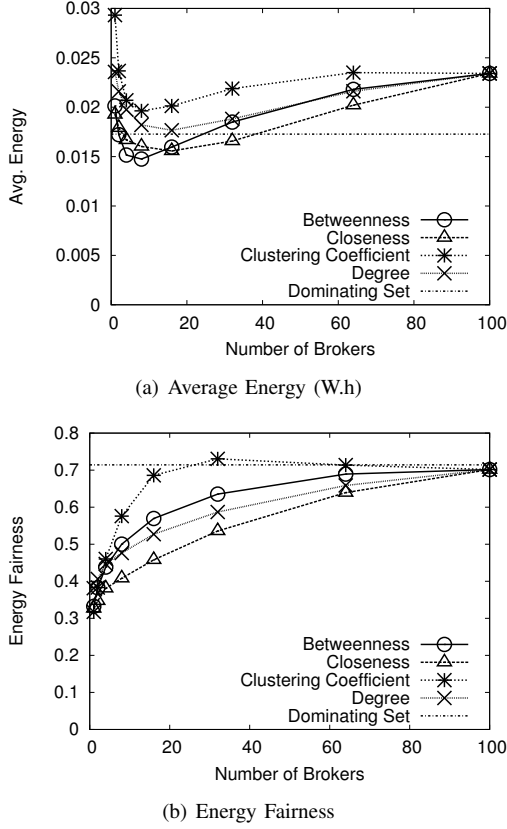 0.03
0.025
0.02
0.015
0.01
0.005
0
Avg. Energy
Betweenness
Closeness
Clustering Coefficient
Degree
Dominating Set
0 20 40 60 80 100
Number of Brokers
(a) Average Energy (W.h)
0.8
0.7
0.6
0.5
0.4
0.3
0.2
0.1
0
Energy Fairness
Betweenness
Closeness
Clustering Coefficient
Degree
Dominating Set
0 20 40 60 80 100
Number of Brokers
(b) Energy Fairness